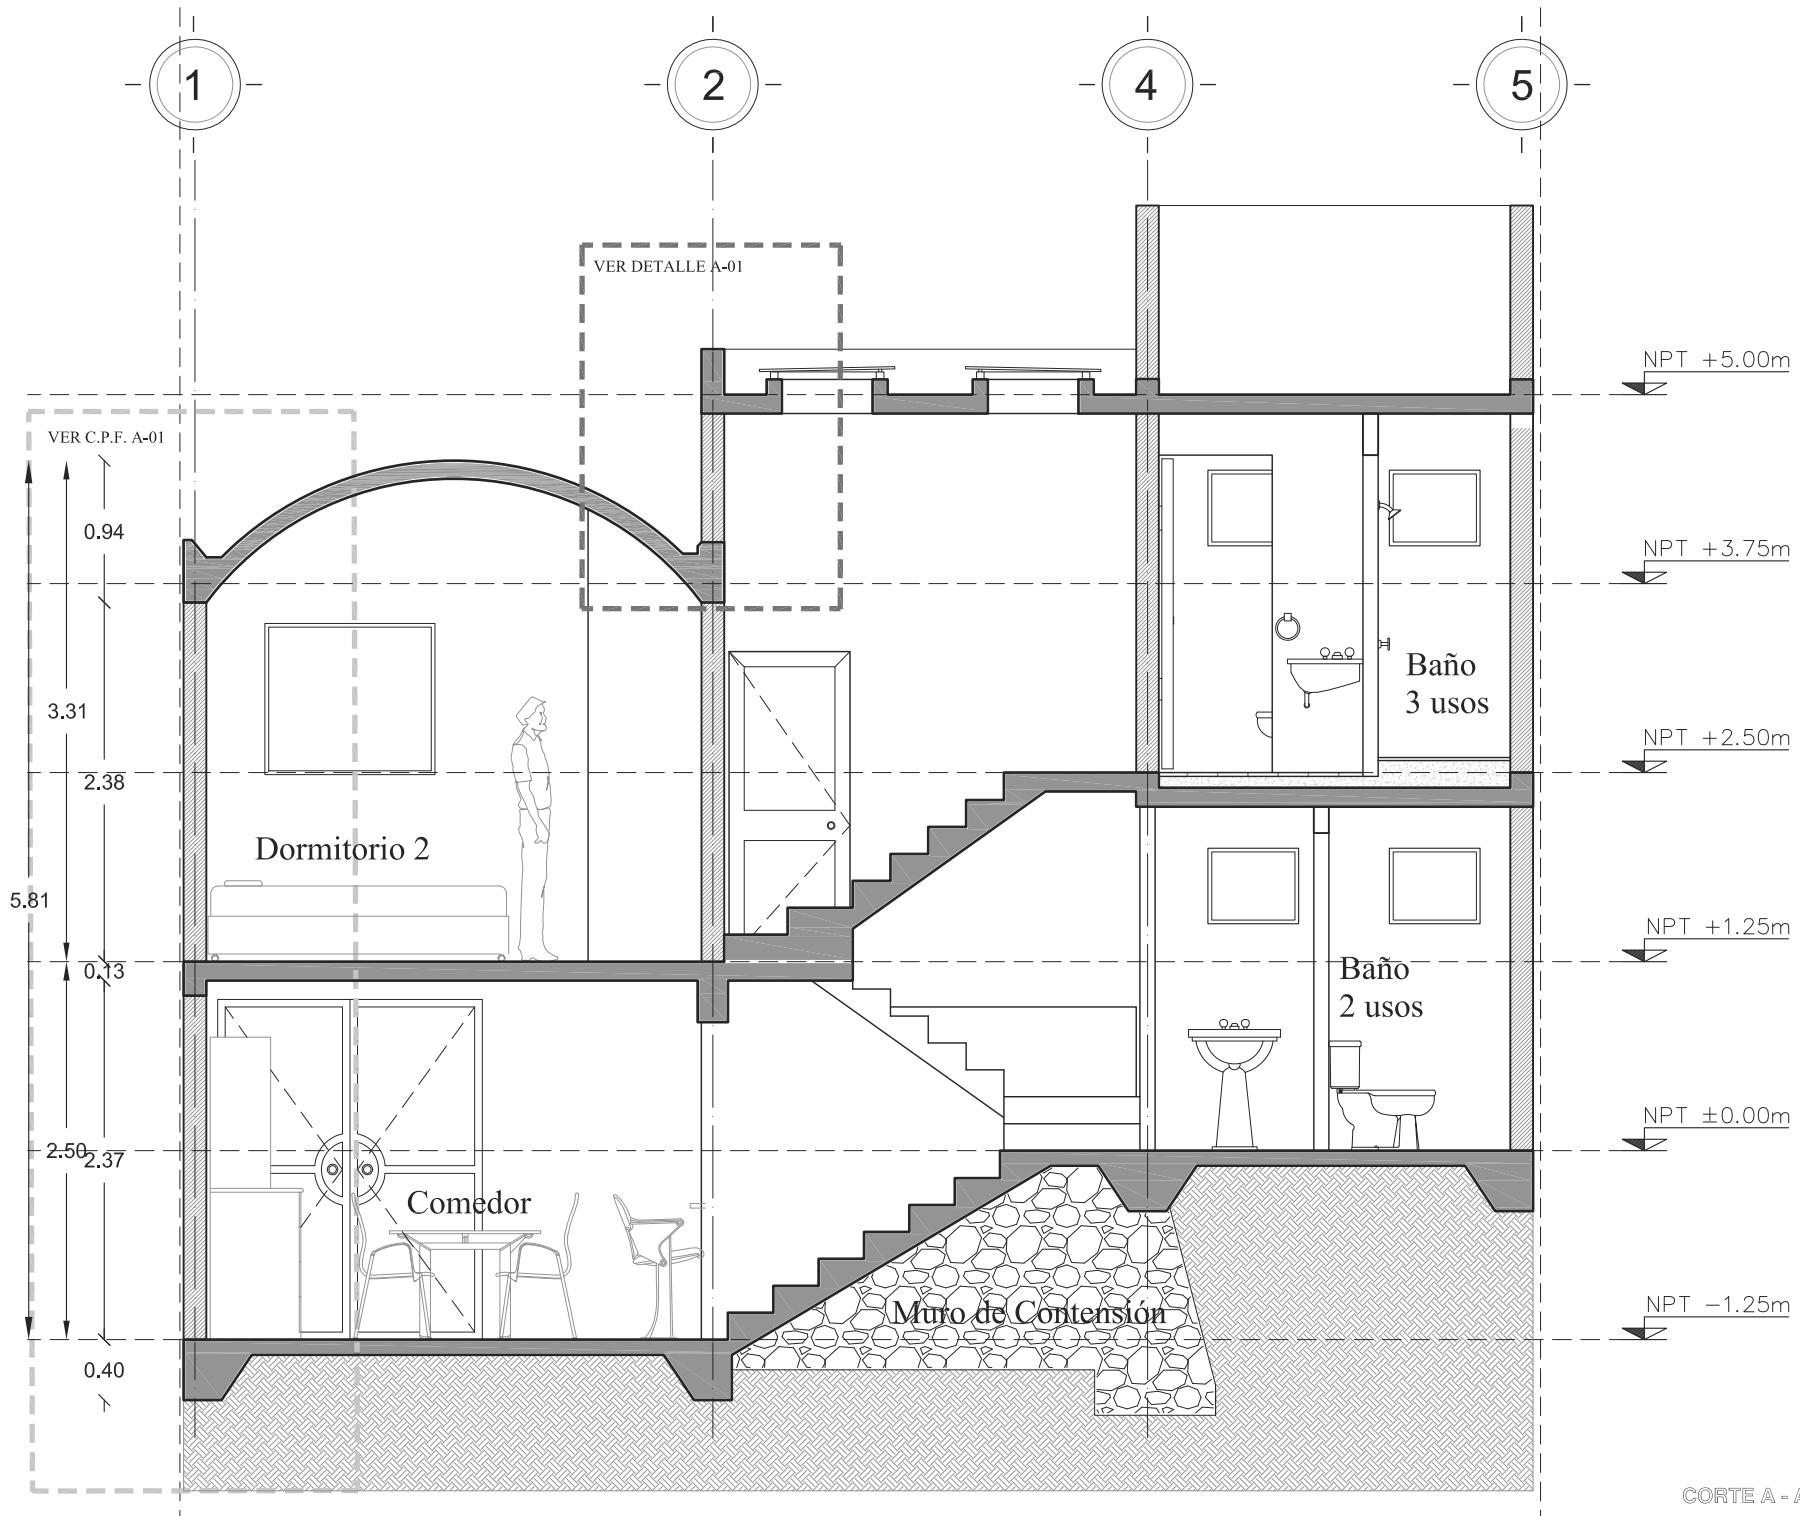 1
2
4
5
VER DETALLE A-01
NPT +5.00m
VER C.P.F. A-01
0.94
NPT +3.75m
Baño
3 usos
3.31
NPT +2.50m
2.38
Dormitorio 2
5.81
NPT +1.25m
0.13
Baño
2 usos
NPT ±0.00m
2.50
2.37
Comedor
Muro de Contensión
NPT −1.25m
0.40
CORTE A - A